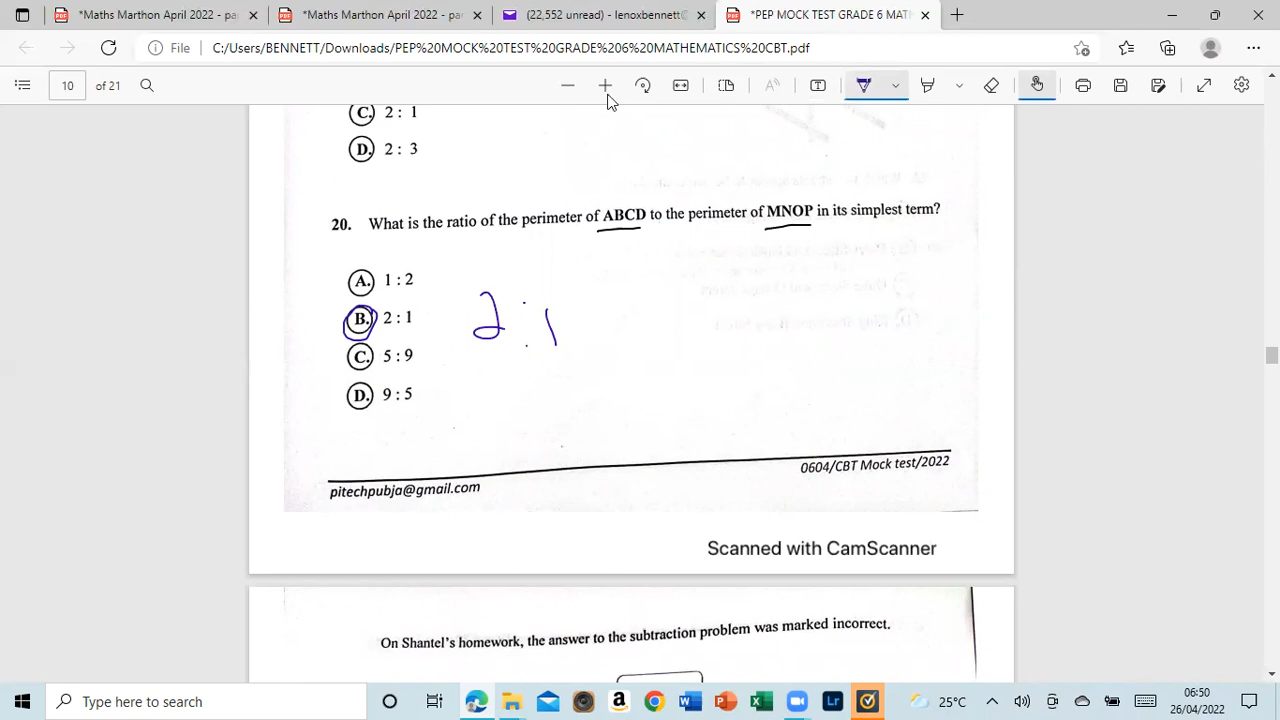 *Maths Marthon April 2022 - pa
*Maths Marthon April 2022 - pa
(22,552 unread) - lenoxbennett@
*PEP MOCK TEST GRADE 6 MATH
File
C:/Users/BENNETT/Downloads/PEP%20MOCK%20TEST%20GRADE%206%20MATHEMATICS%20CBT.pdf
10 of 21
C. 2 : 1
D. 2 : 3
20. What is the ratio of the perimeter of ABCD to the perimeter of MNOP in its simplest term?
A. 1 : 2
B. 2 : 1
2 : 1
C. 5 : 9
D. 9 : 5
pitechpubja@gmail.com
0604/CBT Mock test/2022
Scanned with CamScanner
On Shantel's homework, the answer to the subtraction problem was marked incorrect.
Type here to search
25°C
06:50
26/04/2022